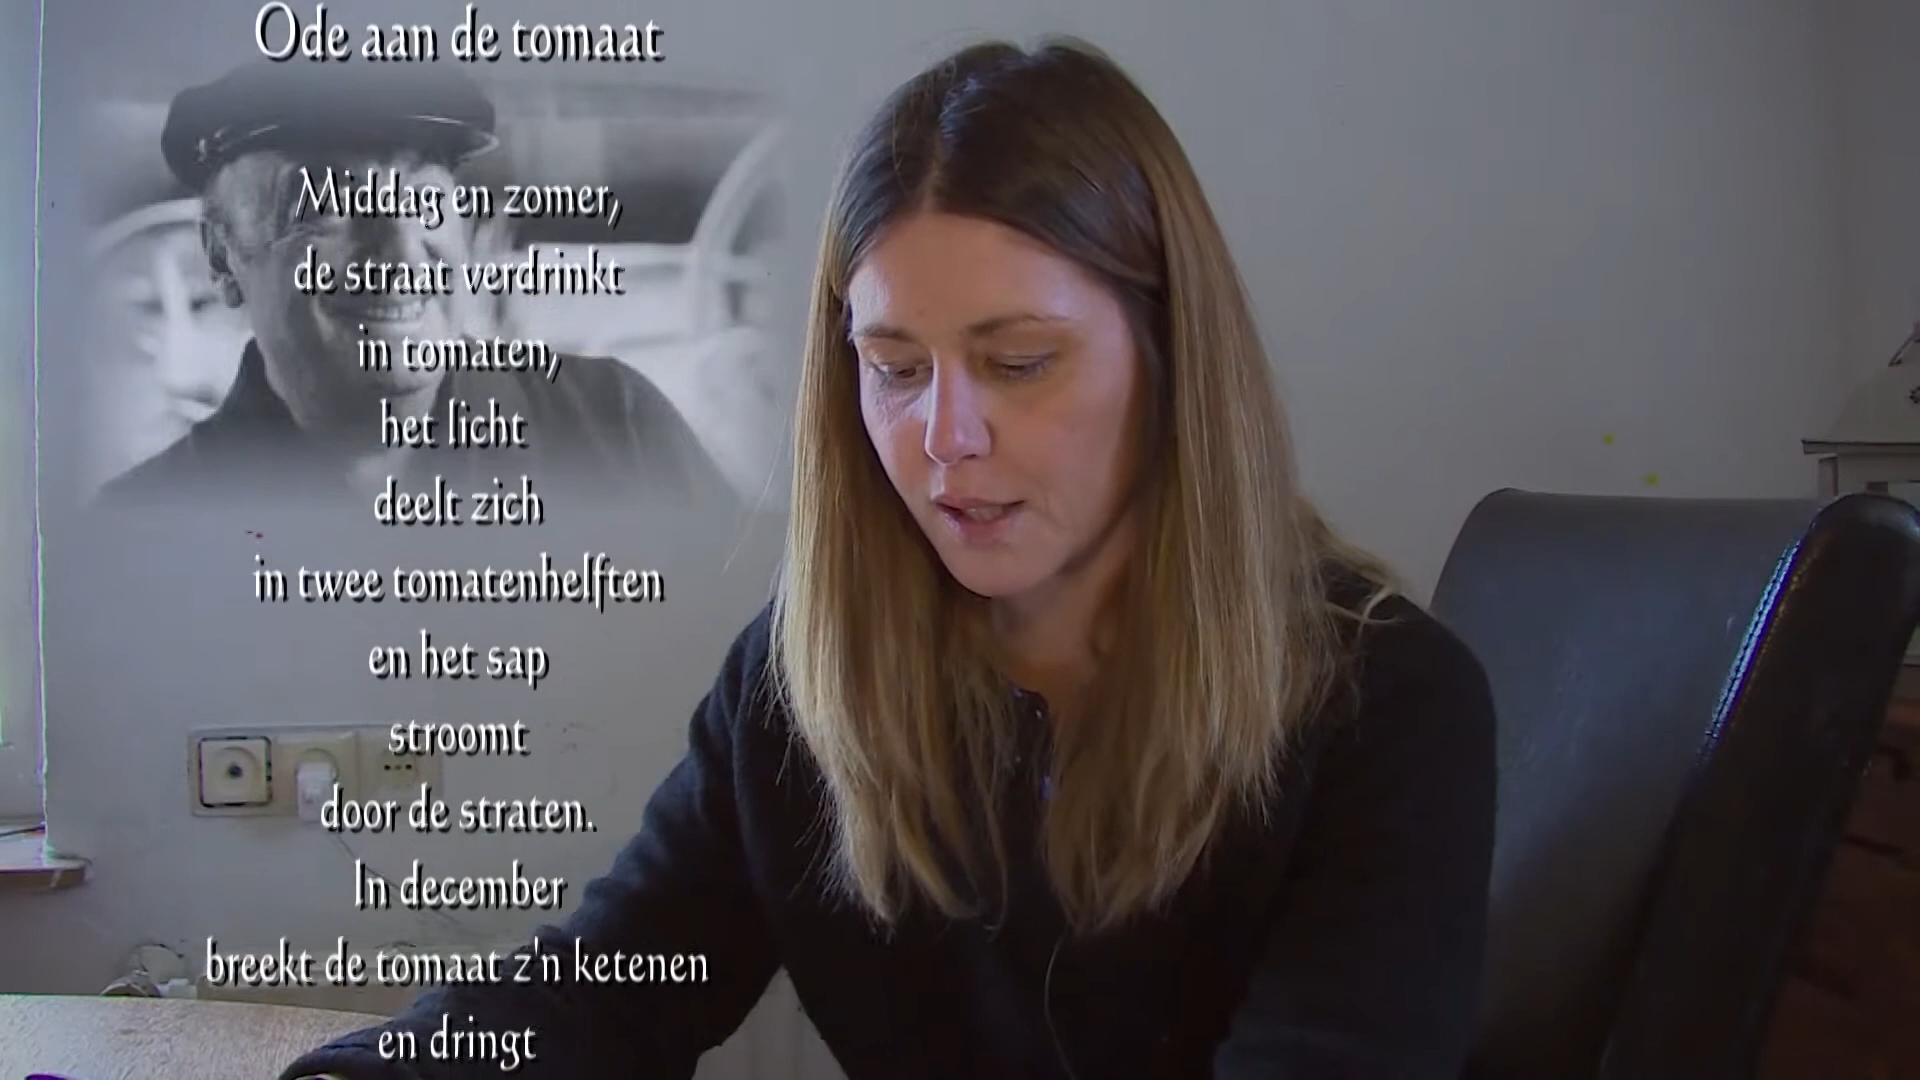 Ode aan de tomaat
Middag en zomer,
de straat verdrinkt
in tomaten,
het licht
deelt zich
in twee tomatenhelften
en het sap
stroomt
door de straten.
In december
breekt de tomaat z'n ketenen
en dringt